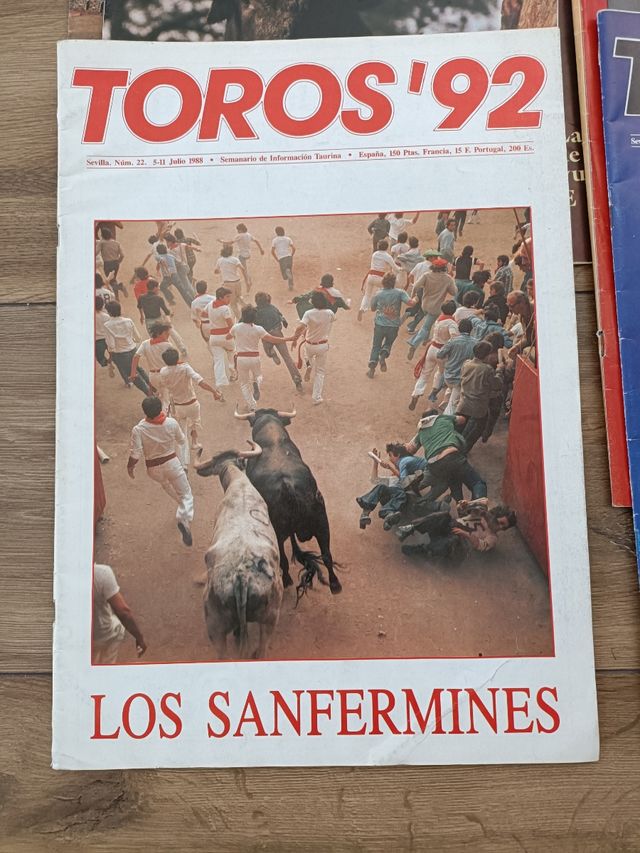 TOROS '92
Sevilla. Núm. 22. 5-11 Julio 1988 • Semanario de Información Taurina • España, 150 Ptas. Francia, 15 F. Portugal, 200 Es.
LOS SANFERMINES